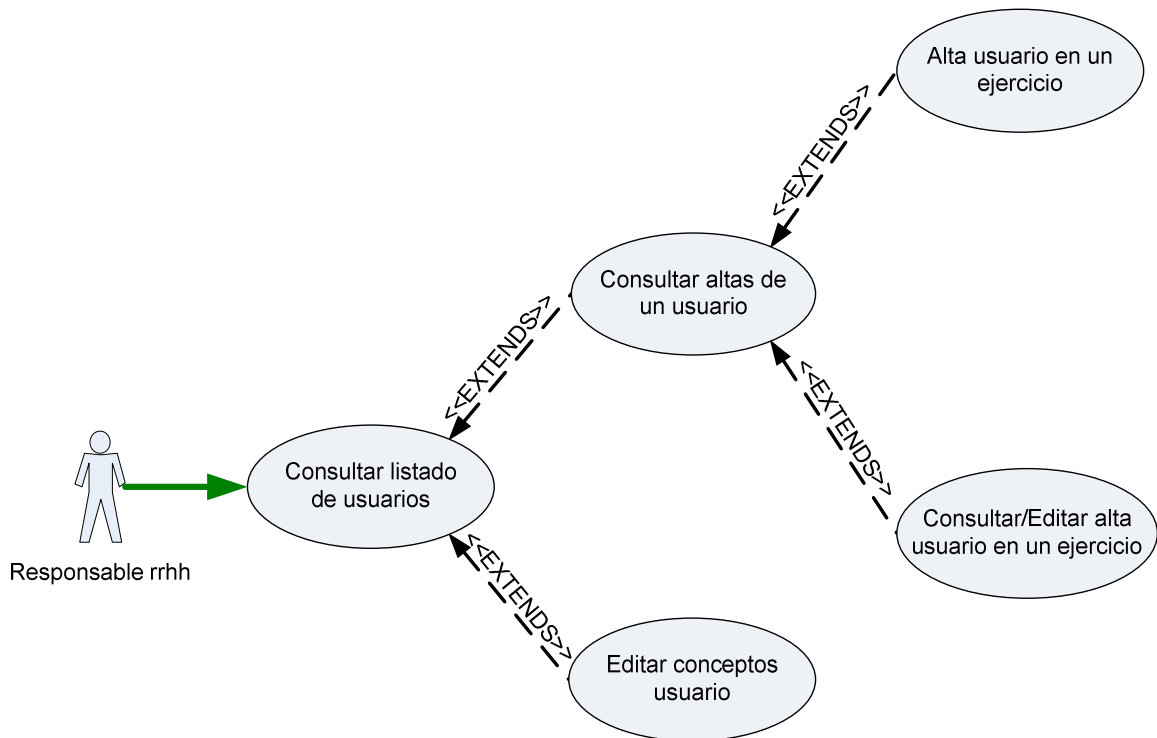 Alta usuario en un
ejercicio
<<EXTENDS>>
Consultar altas de
un usuario
<<EXTENDS>>
<<EXTENDS>>
Consultar listado
de usuarios
Consultar/Editar alta
usuario en un ejercicio
Responsable rrhh
<<EXTENDS>>
Editar conceptos
usuario